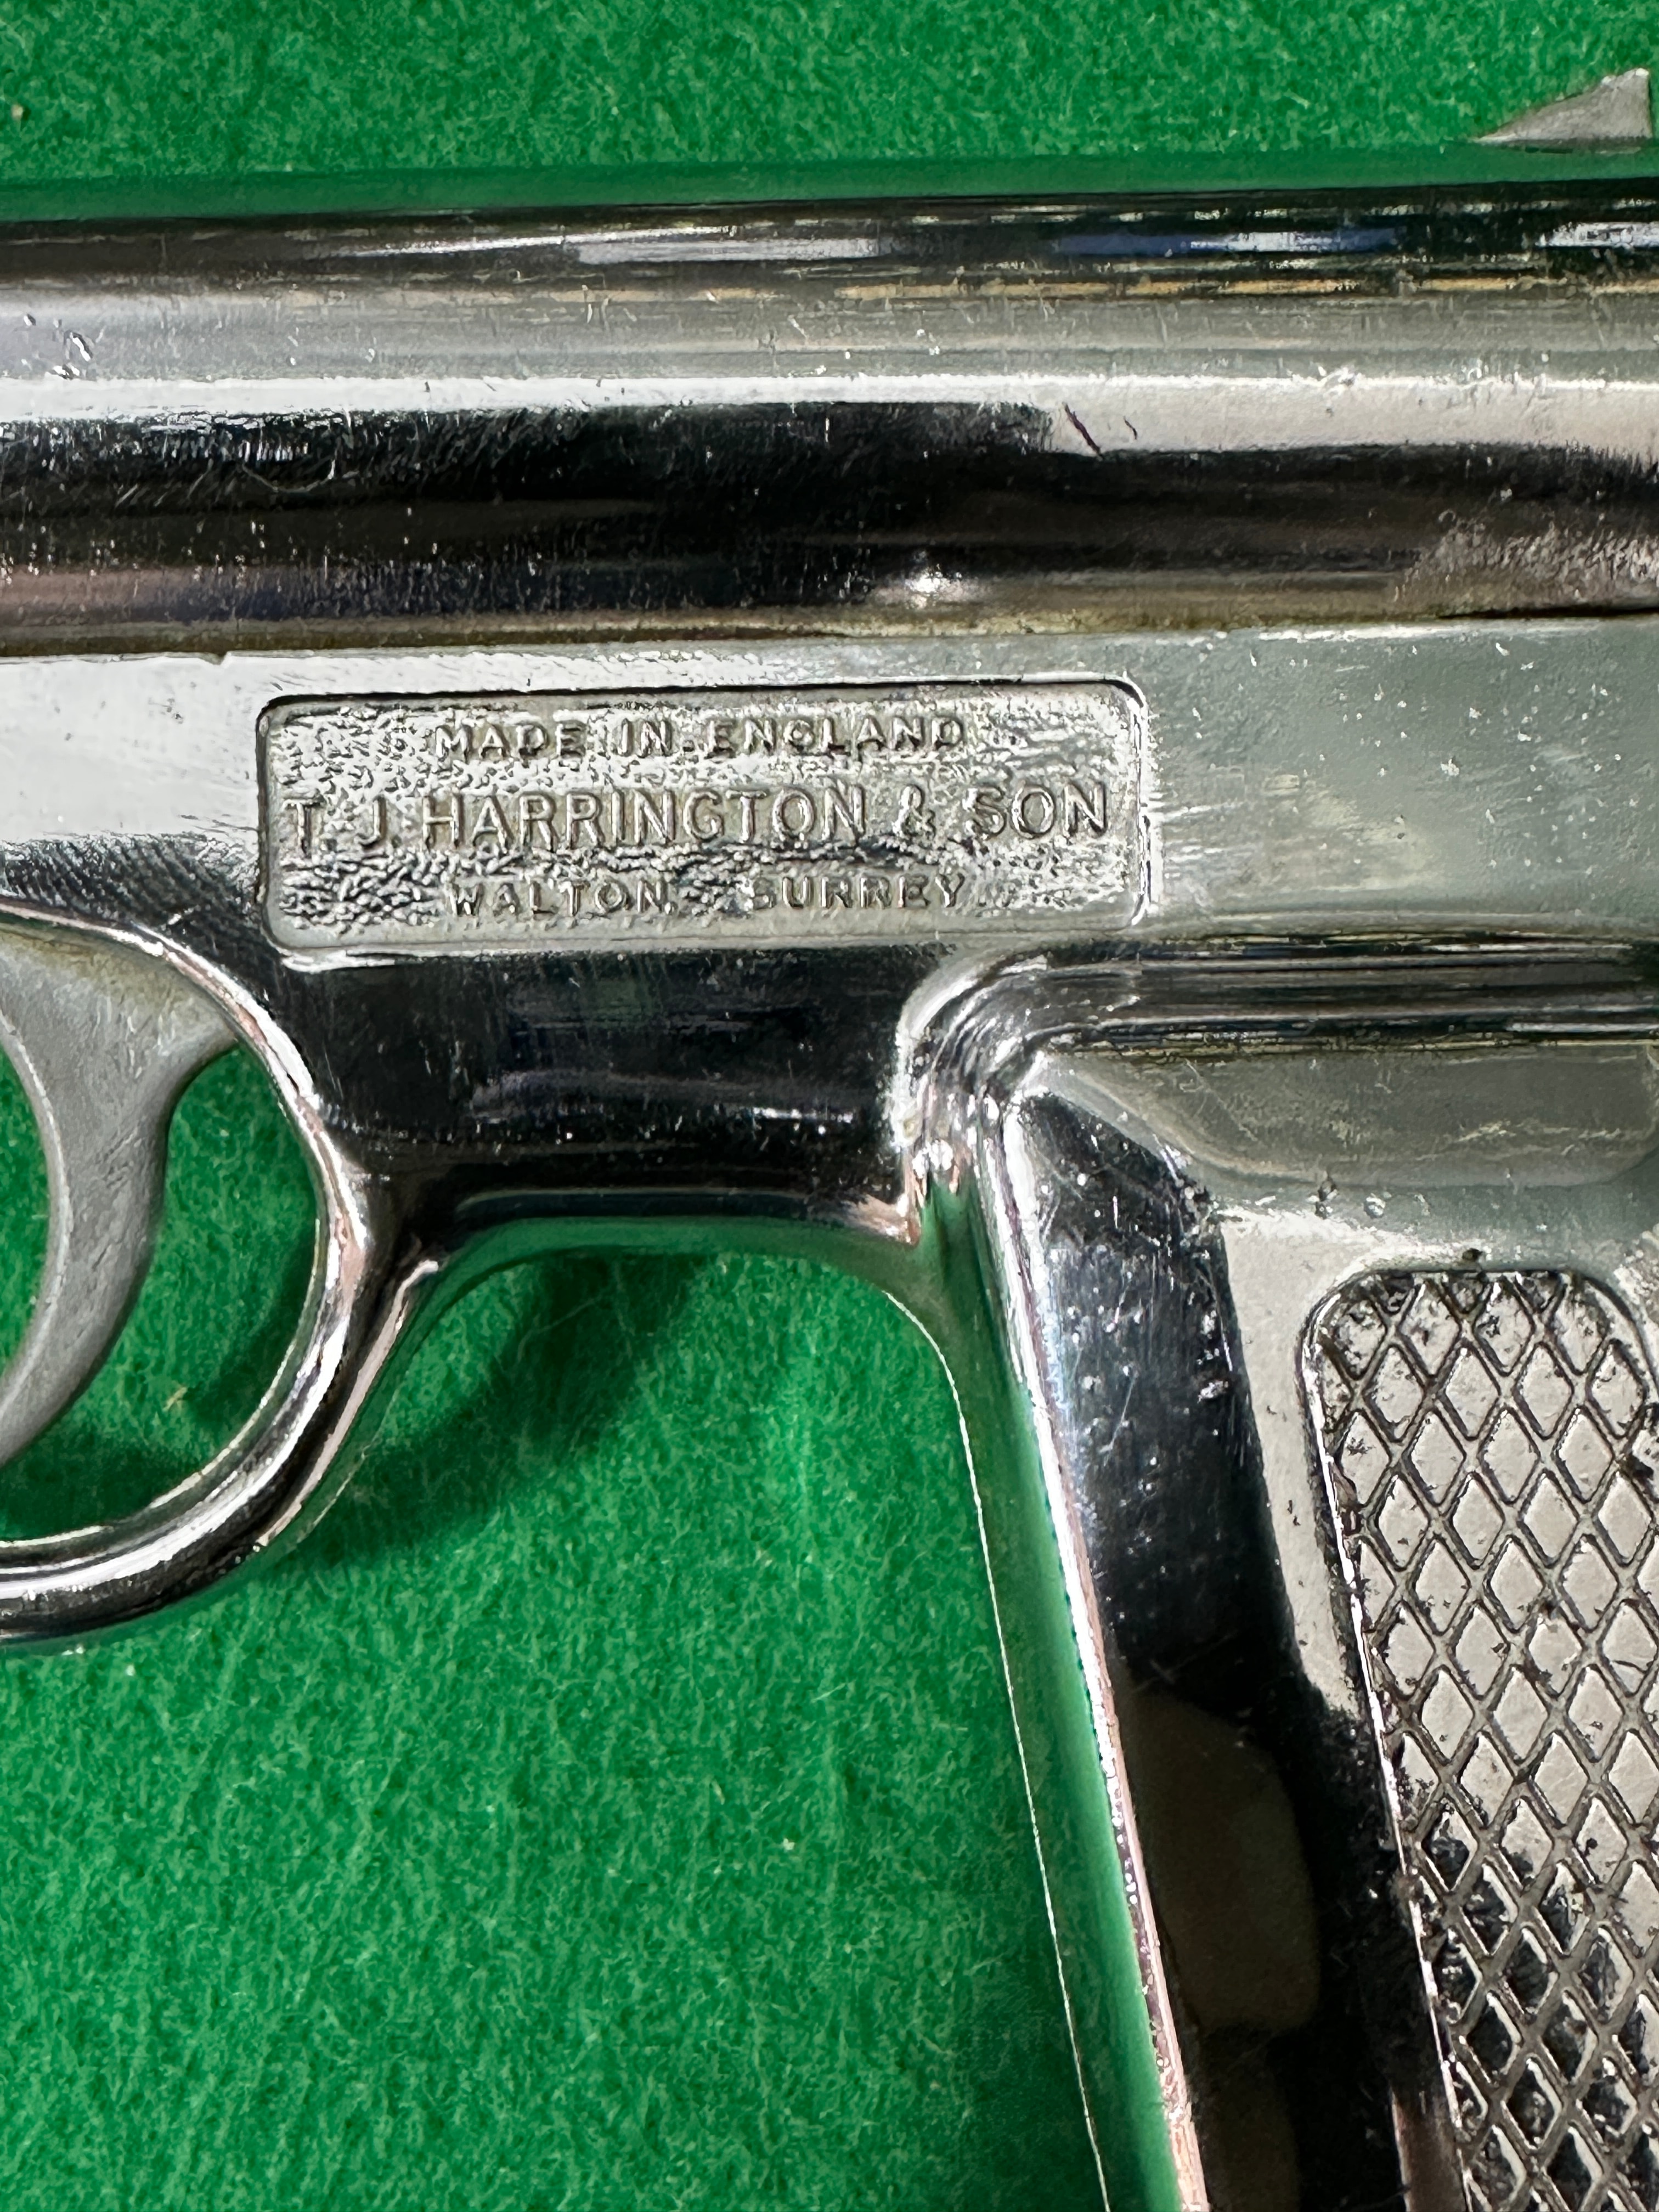 MADE IN ENGLAND
T. J. HARRINGTON & SON
WALTON. SURREY.